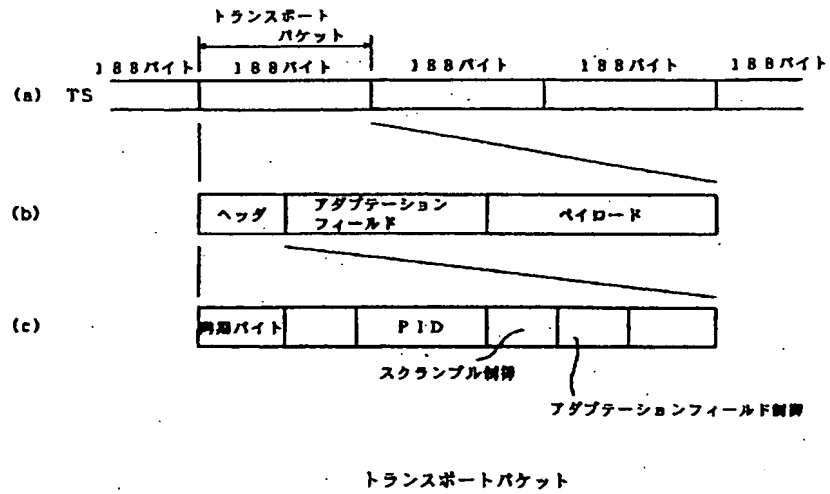 トランスポート
パケット
188バイト 188バイト 188バイト 188バイト 188バイト
(a) TS
(b) ヘッダ アダプテーション フィールド ペイロード
(c) 同期バイト PID
スクランブル制御
アダプテーションフィールド制御
トランスポートパケット